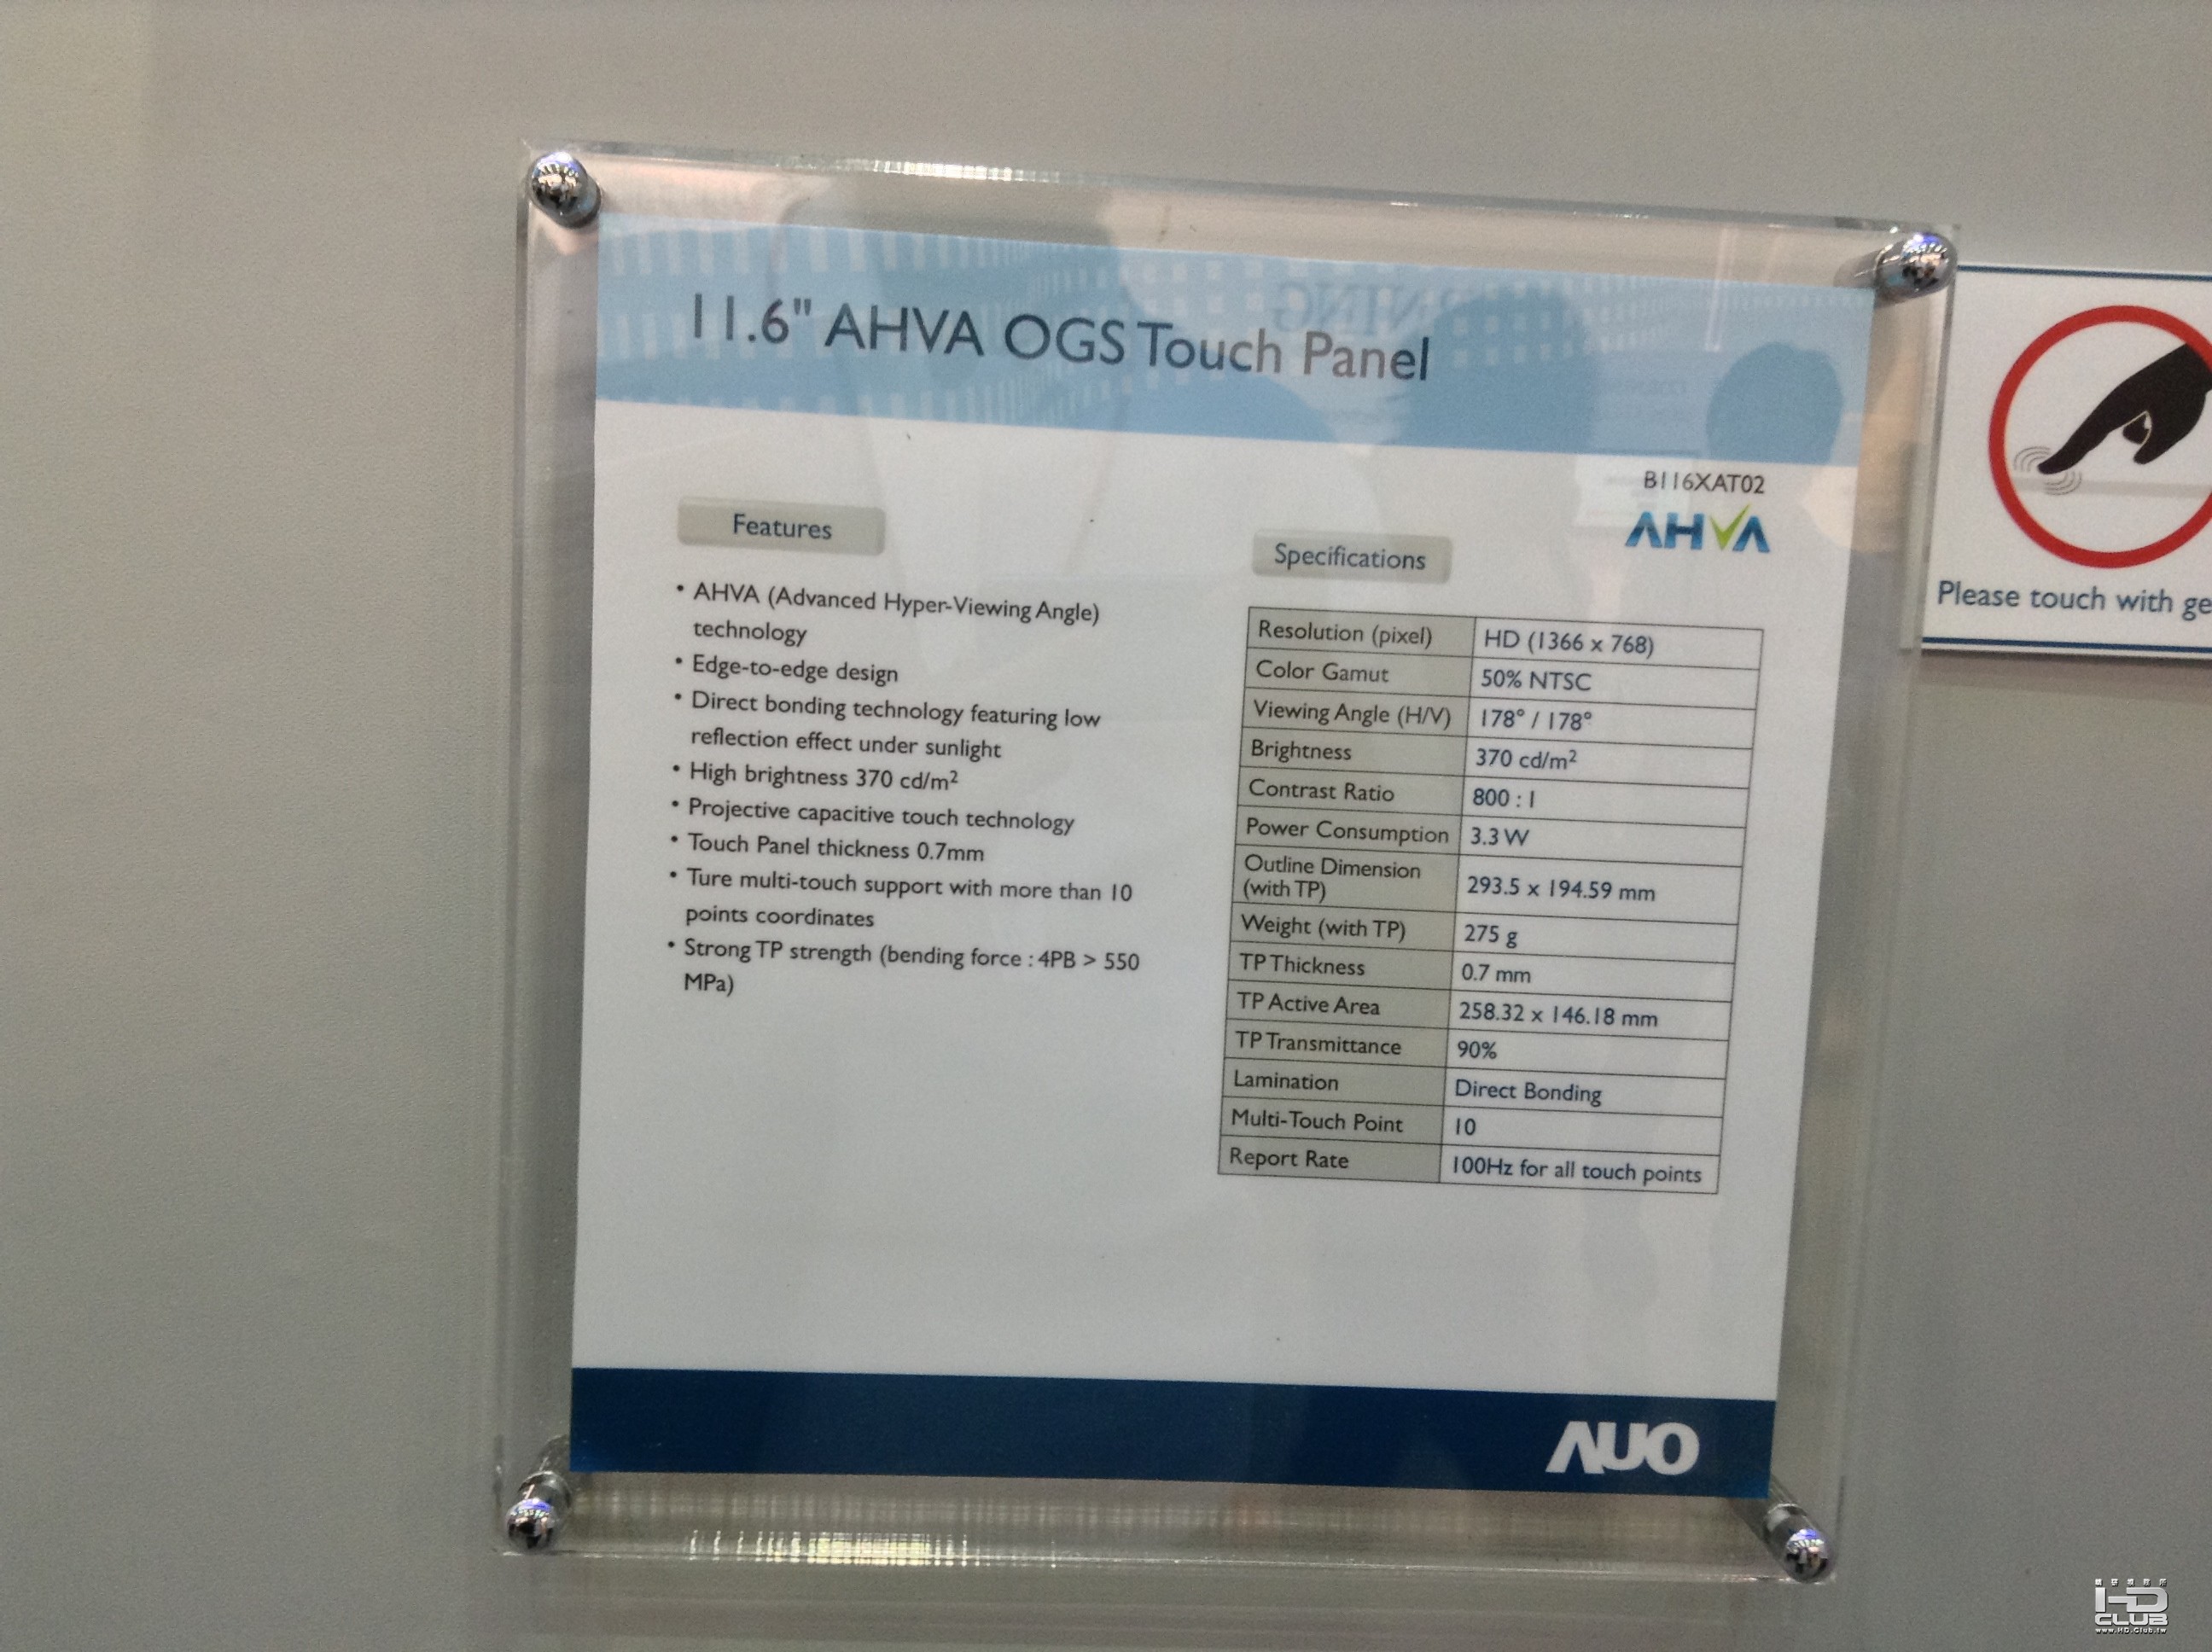 11.6" AHVA OGS Touch Panel
B116XAT02
AHVA
Features
• AHVA (Advanced Hyper-Viewing Angle)
technology
• Edge-to-edge design
• Direct bonding technology featuring low
reflection effect under sunlight
• High brightness 370 cd/m²
• Projective capacitive touch technology
• Touch Panel thickness 0.7mm
• Ture multi-touch support with more than 10
points coordinates
• Strong TP strength (bending force : 4PB > 550
MPa)
Specifications
Resolution (pixel) HD (1366 x 768)
Color Gamut 50% NTSC
Viewing Angle (H/V) 178° / 178°
Brightness 370 cd/m²
Contrast Ratio 800 : 1
Power Consumption 3.3 W
Outline Dimension
(with TP) 293.5 x 194.59 mm
Weight (with TP) 275 g
TP Thickness 0.7 mm
TP Active Area 258.32 x 146.18 mm
TP Transmittance 90%
Lamination Direct Bonding
Multi-Touch Point 10
Report Rate 100Hz for all touch points
AUO
Please touch with ge
HD
CLUB
www.HD.Club.tw